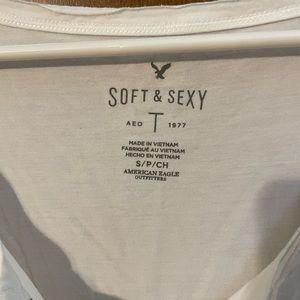 SOFT & SEXY
AEO T 1977
MADE IN VIETNAM
FABRIQUÉ AU VIETNAM
HECHO EN VIETNAM
S/P/CH
AMERICAN EAGLE
OUTFITTERS